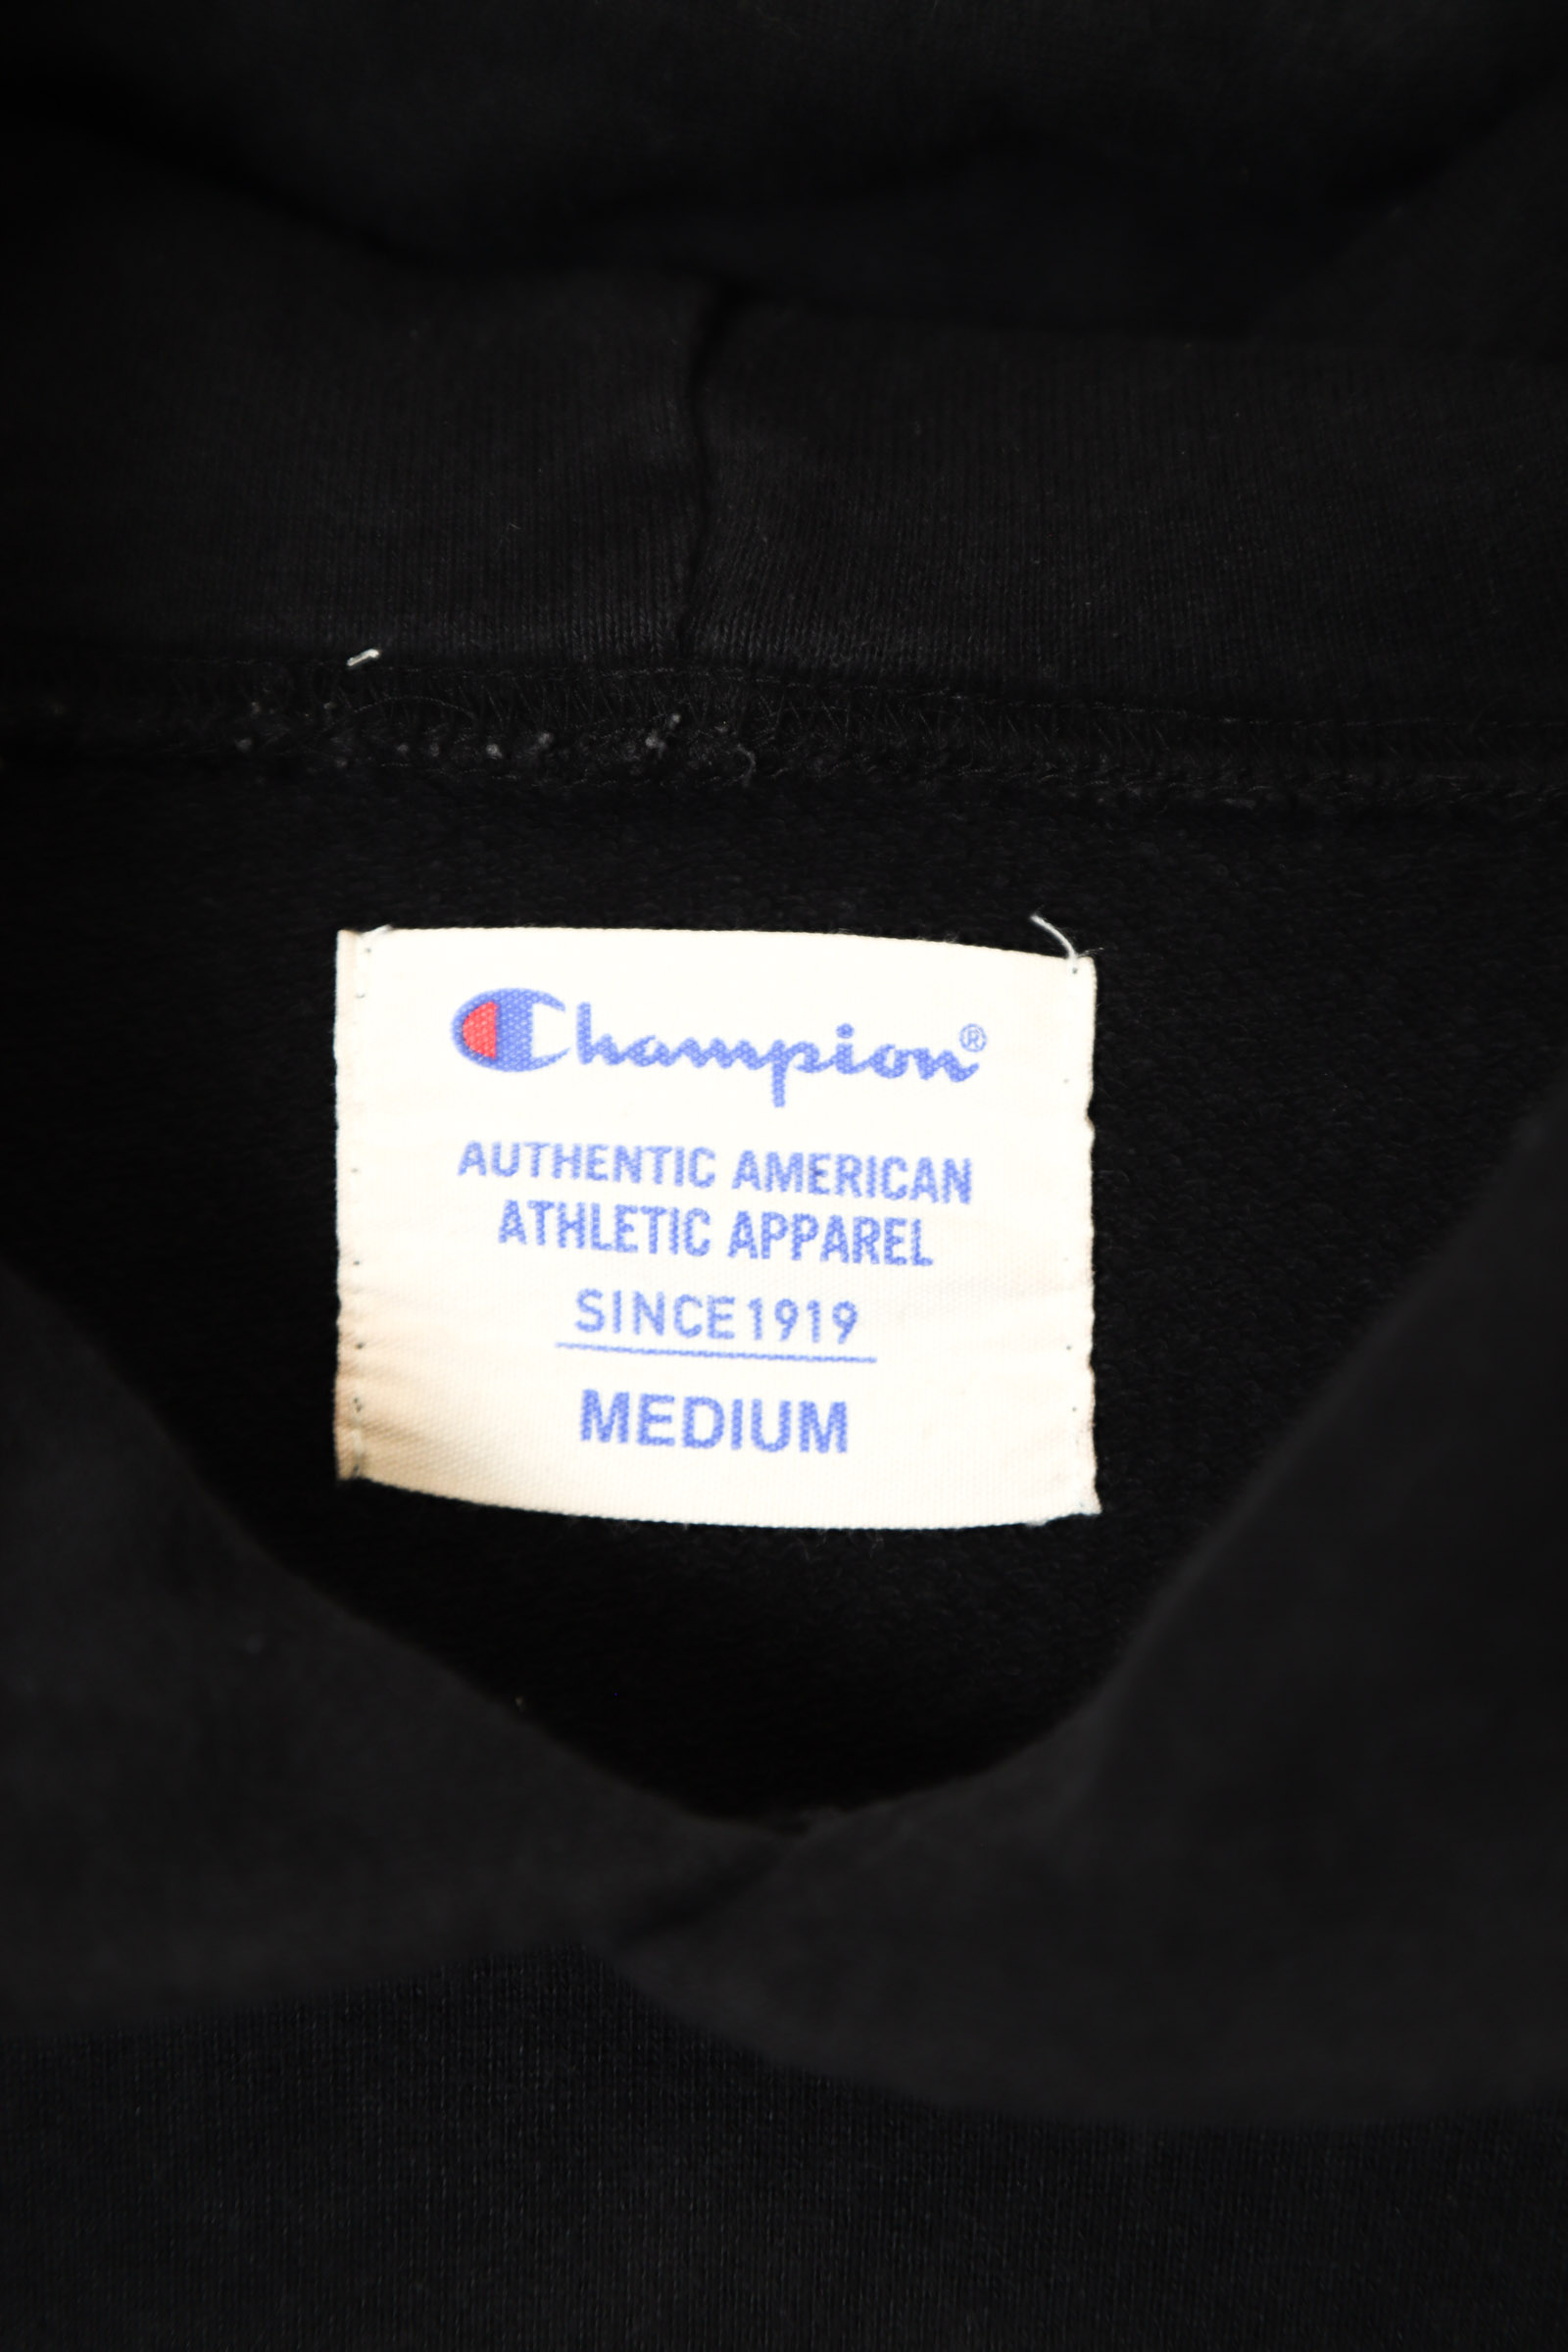 Champion®
AUTHENTIC AMERICAN
ATHLETIC APPAREL
SINCE 1919
MEDIUM